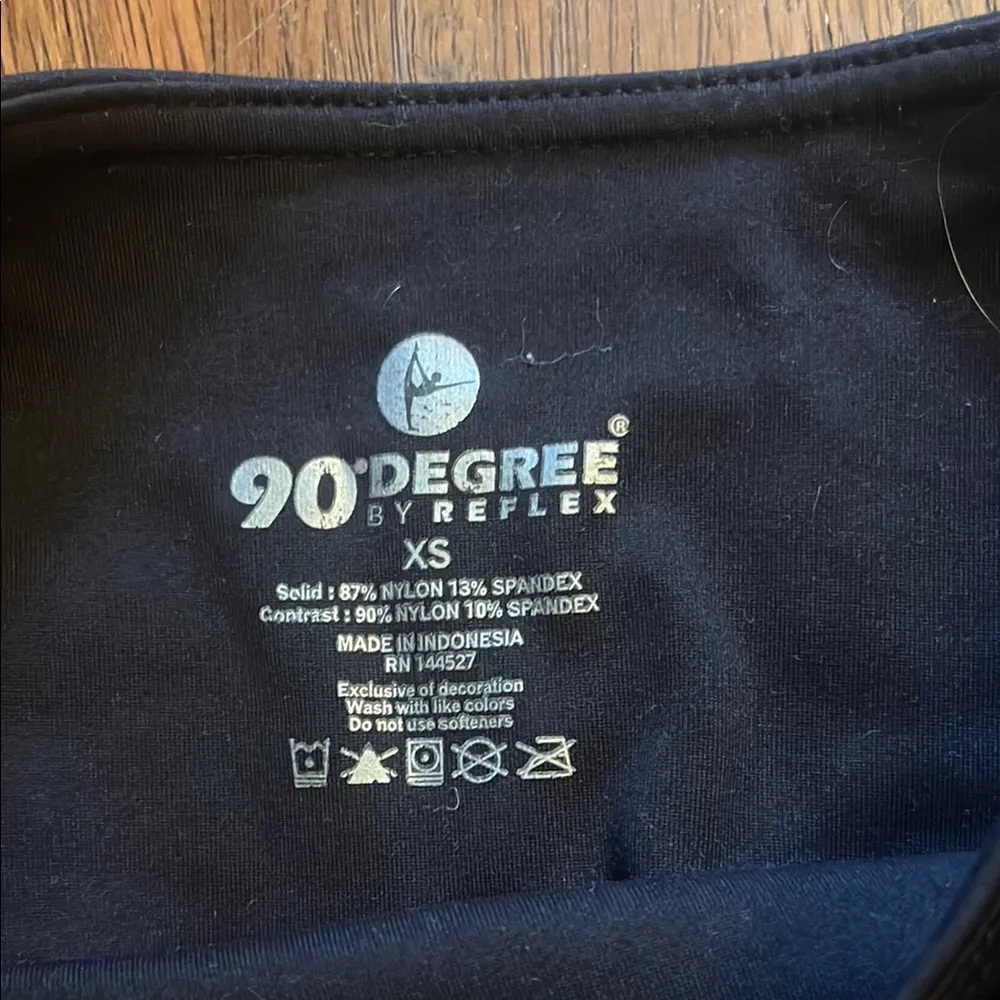 90°DEGREE®
BY REFLEX
XS
Solid : 87% NYLON 13% SPANDEX
Contrast : 90% NYLON 10% SPANDEX
MADE IN INDONESIA
RN 144527
Exclusive of decoration
Wash with like colors
Do not use softeners